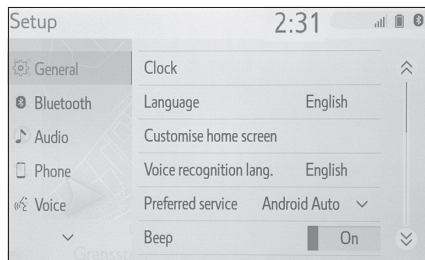 Setup 2:31
General
Bluetooth
Audio
Phone
Voice
Clock
Language English
Customise home screen
Voice recognition lang. English
Preferred service Android Auto
Beep On